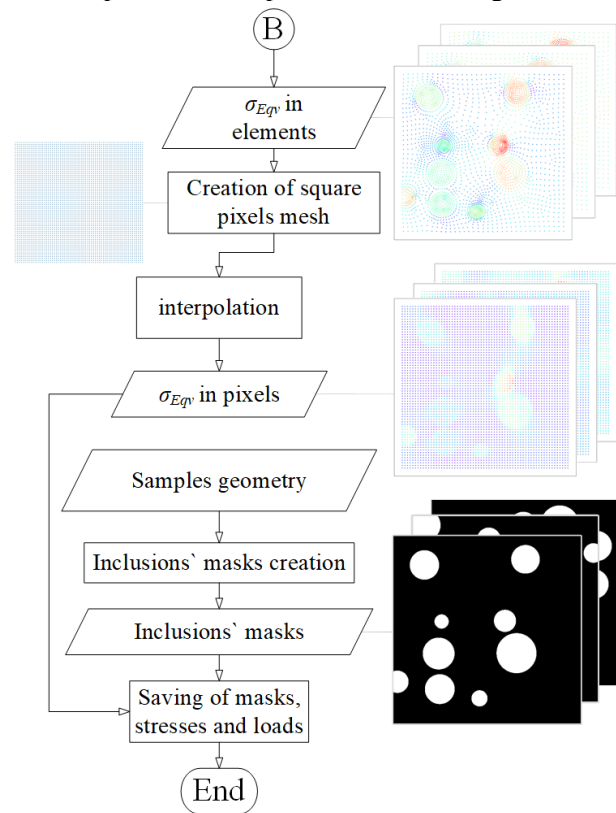 B
σEqv in
elements
Creation of square
pixels mesh
interpolation
σEqv in pixels
Samples geometry
Inclusions` masks creation
Inclusions` masks
Saving of masks,
stresses and loads
End